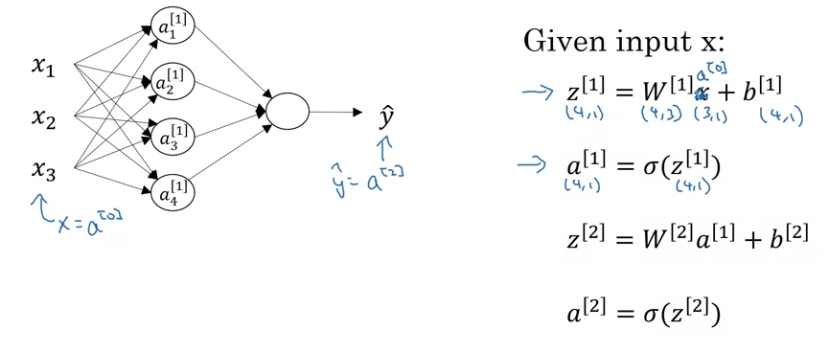 x₁
x₂
x₃
a₁^[1]
a₂^[1]
a₃^[1]
a₄^[1]
ŷ
x = a^[0]
ŷ = a^[2]
Given input x:
→ z^[1] = W^[1] x a^[0] + b^[1]
(4,1) (4,3) (3,1) (4,1)
→ a^[1] = σ(z^[1])
(4,1) (4,1)
z^[2] = W^[2]a^[1] + b^[2]
a^[2] = σ(z^[2])